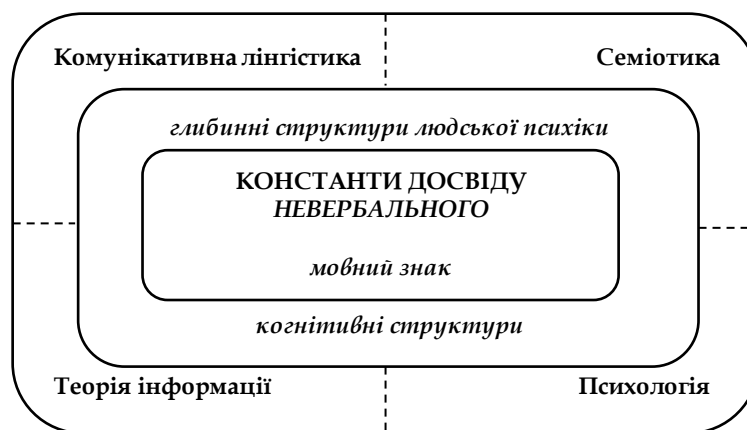 Комунікативна лінгістика
Семіотика
глибинні структури людської психіки
КОНСТАНТИ ДОСВІДУ
НЕВЕРБАЛЬНОГО
мовний знак
когнітивні структури
Теорія інформації
Психологія